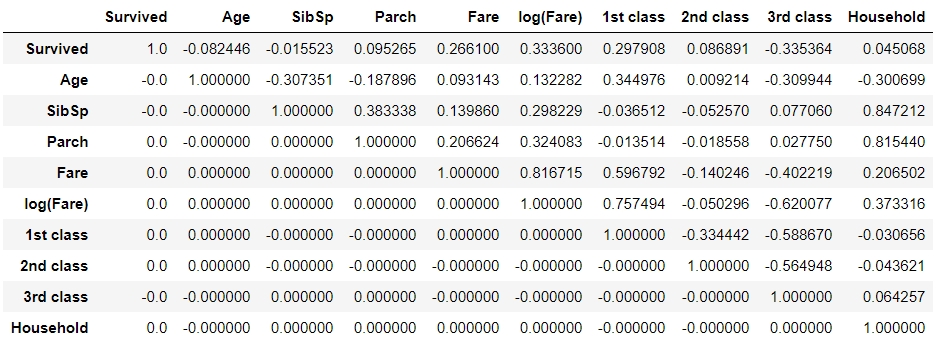 Survived Age SibSp Parch Fare log(Fare) 1st class 2nd class 3rd class Household
Survived 1.0 -0.082446 -0.015523 0.095265 0.266100 0.333600 0.297908 0.086891 -0.335364 0.045068
Age -0.0 1.000000 -0.307351 -0.187896 0.093143 0.132282 0.344976 0.009214 -0.309944 -0.300699
SibSp -0.0 -0.000000 1.000000 0.383338 0.139860 0.298229 -0.036512 -0.052570 0.077060 0.847212
Parch 0.0 -0.000000 0.000000 1.000000 0.206624 0.324083 -0.013514 -0.018558 0.027750 0.815440
Fare 0.0 0.000000 0.000000 0.000000 1.000000 0.816715 0.596792 -0.140246 -0.402219 0.206502
log(Fare) 0.0 0.000000 0.000000 0.000000 0.000000 1.000000 0.757494 -0.050296 -0.620077 0.373316
1st class 0.0 0.000000 -0.000000 -0.000000 0.000000 0.000000 1.000000 -0.334442 -0.588670 -0.030656
2nd class 0.0 0.000000 -0.000000 -0.000000 -0.000000 -0.000000 -0.000000 1.000000 -0.564948 -0.043621
3rd class -0.0 -0.000000 0.000000 0.000000 -0.000000 -0.000000 -0.000000 -0.000000 1.000000 0.064257
Household 0.0 -0.000000 0.000000 0.000000 0.000000 0.000000 -0.000000 -0.000000 0.000000 1.000000